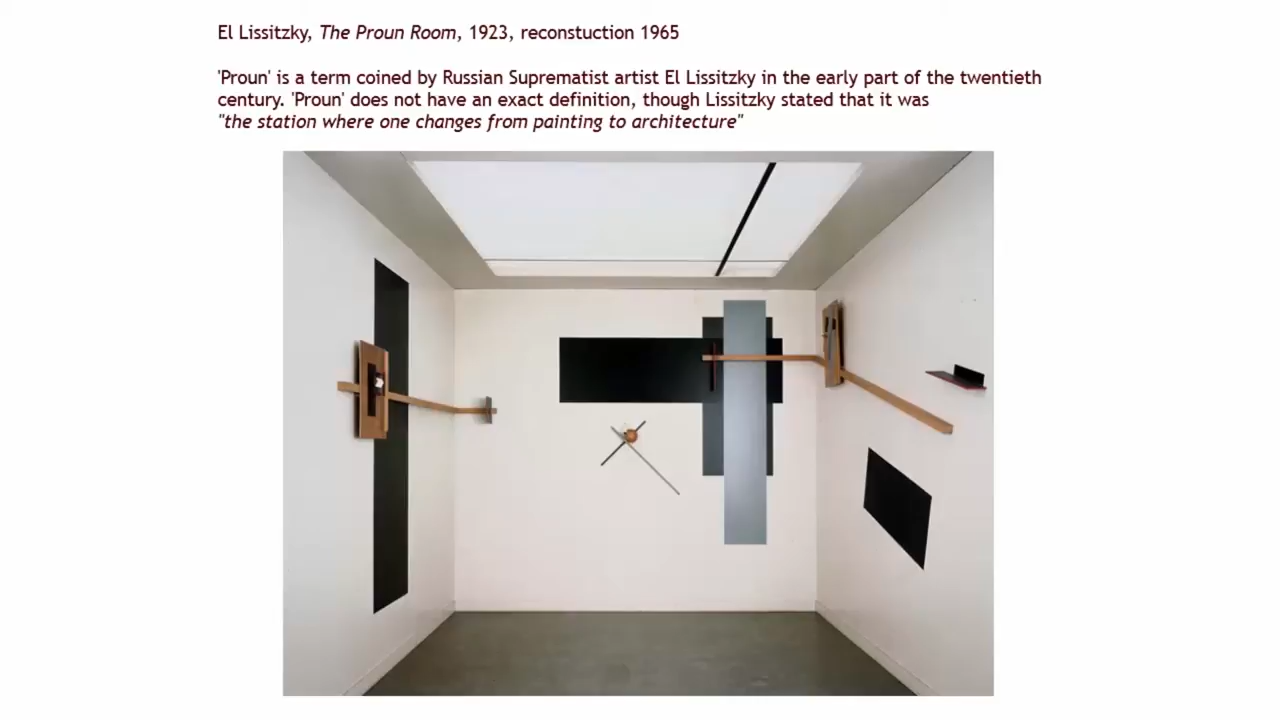 El Lissitzky, The Proun Room, 1923, reconstuction 1965
'Proun' is a term coined by Russian Suprematist artist El Lissitzky in the early part of the twentieth
century. 'Proun' does not have an exact definition, though Lissitzky stated that it was
"the station where one changes from painting to architecture"